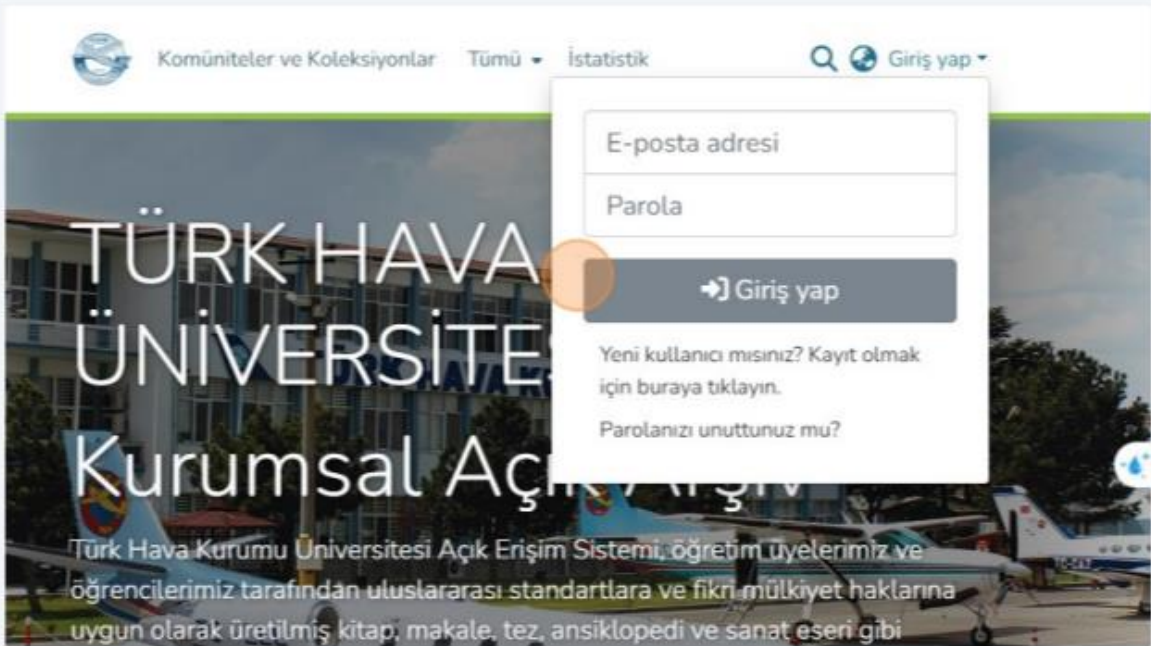 Komüniteler ve Koleksiyonlar Tümü İstatistik Giriş yap
E-posta adresi
Parola
Giriş yap
Yeni kullanıcı mısınız? Kayıt olmak
için buraya tıklayın.
Parolanızı unuttunuz mu?
TÜRK HAVA
ÜNİVERSİTE
Kurumsal Açık Arşiv
Türk Hava Kurumu Üniversitesi Açık Erişim Sistemi, öğretim üyelerimiz ve
öğrencilerimiz tarafından uluslararası standartlara ve fikri mülkiyet haklarına
uygun olarak üretilmiş kitap, makale, tez, ansiklopedi ve sanat eseri gibi